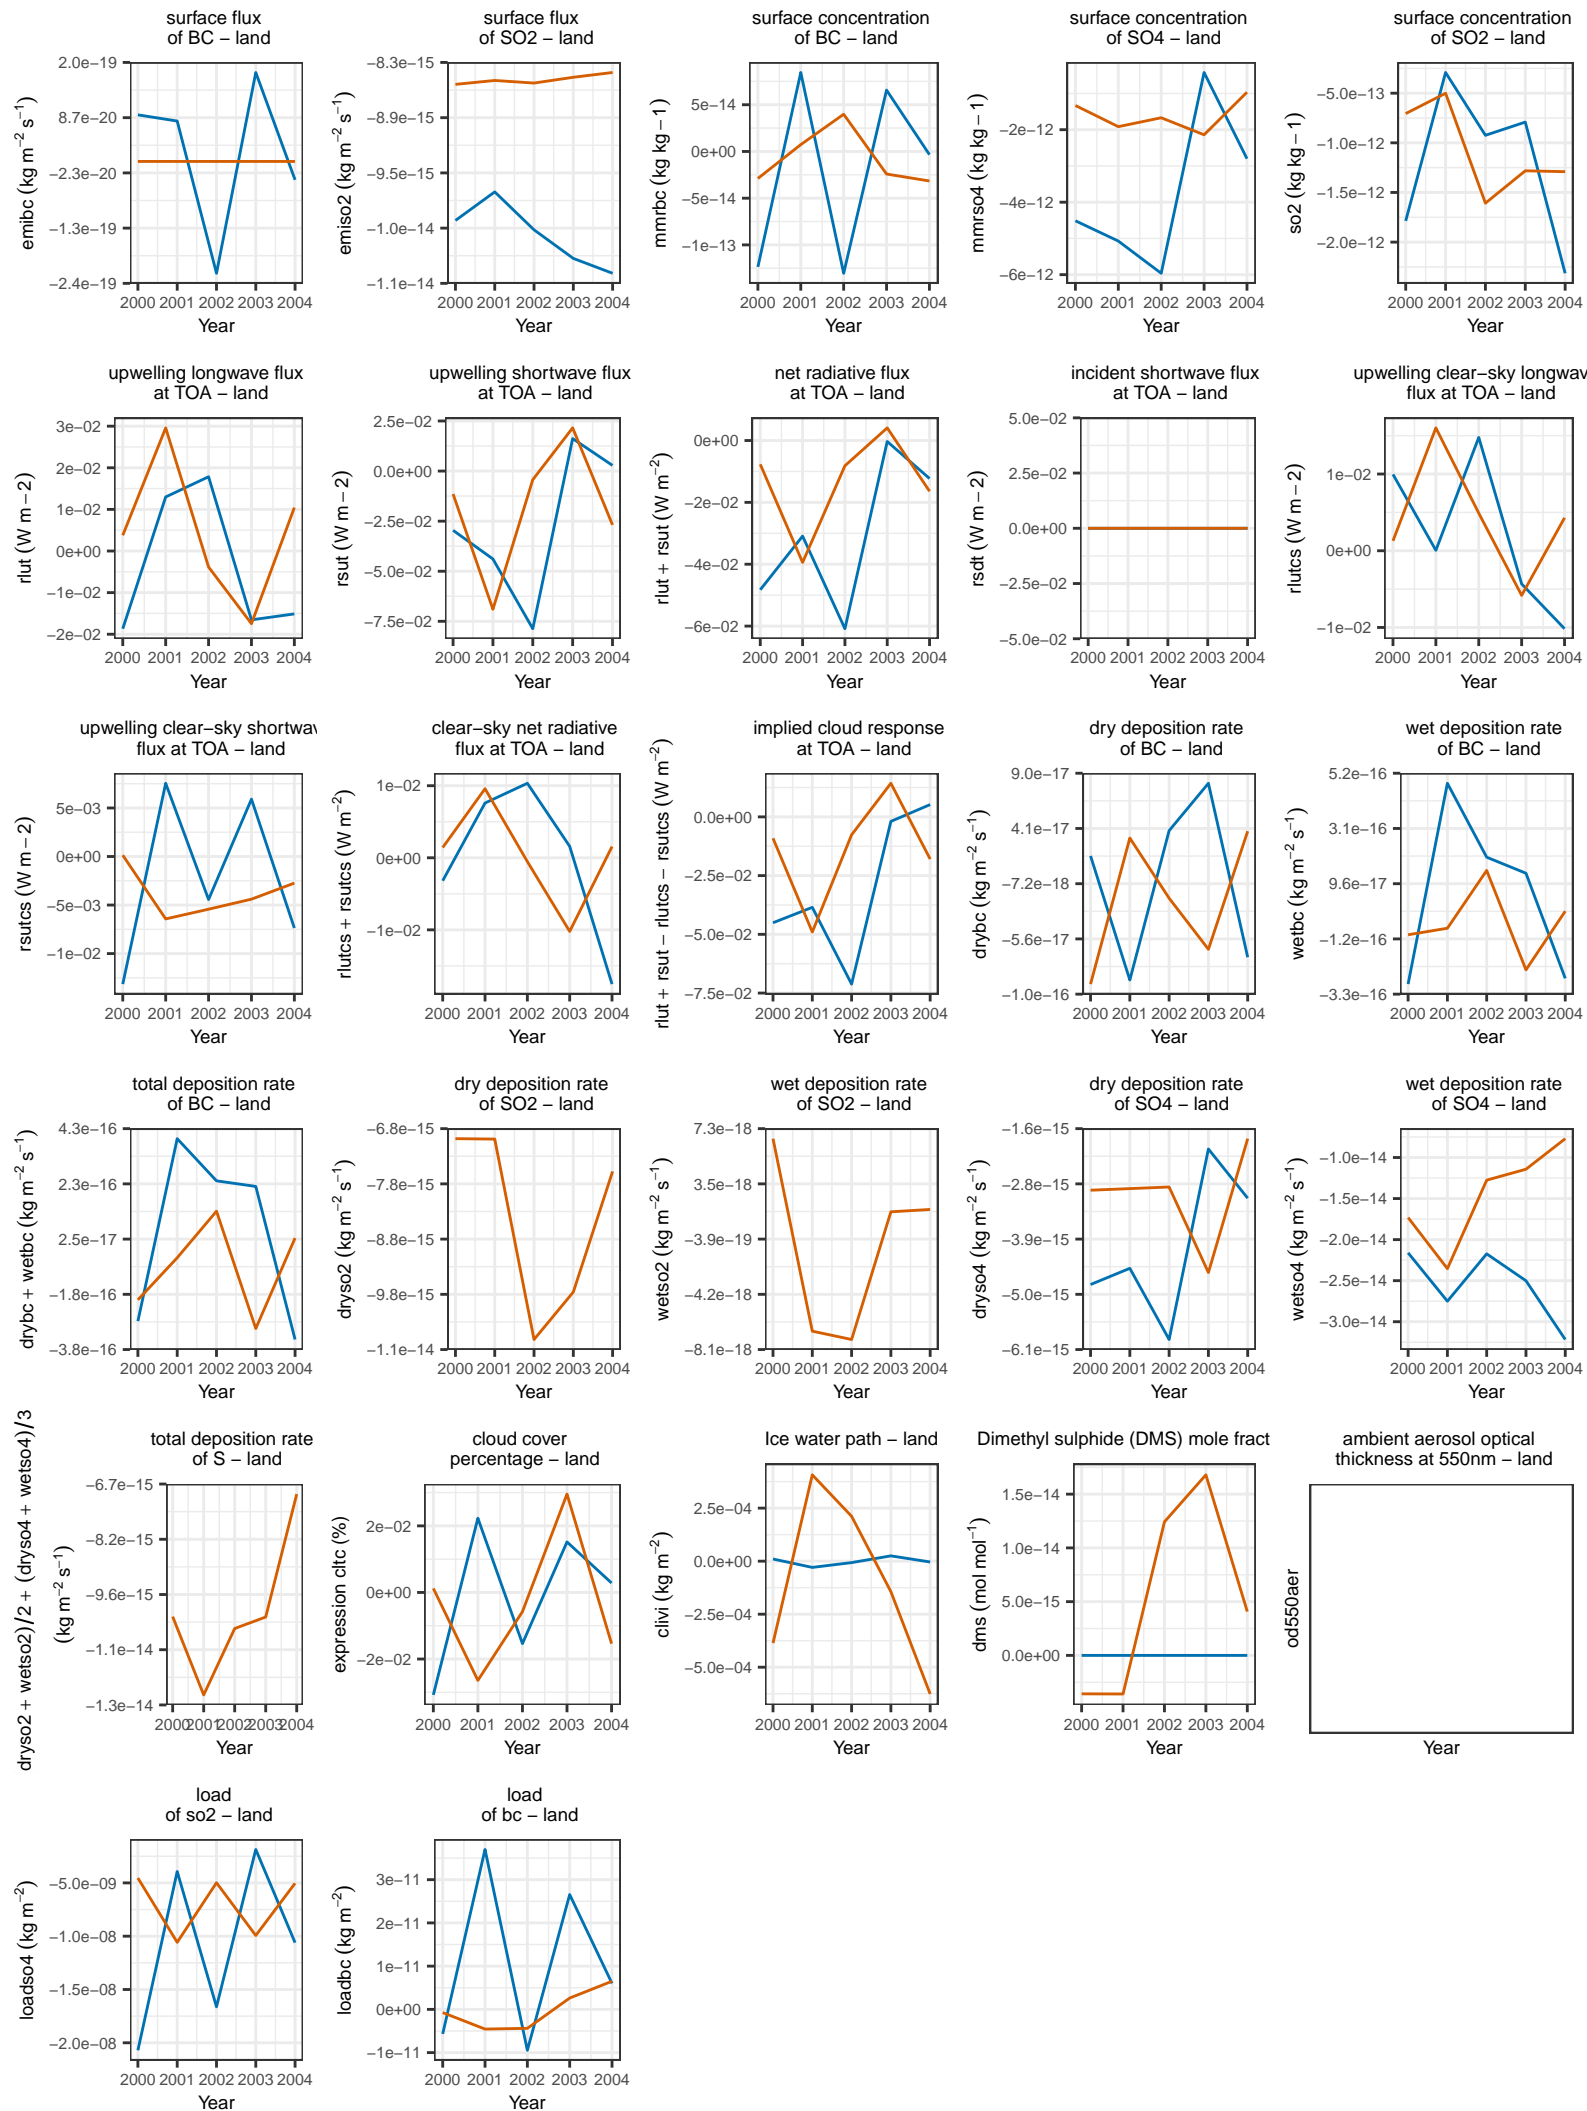 surface flux
of BC − land
emibc (kg m−2 s−1)
2.0e−19
8.7e−20
−2.3e−20
−1.3e−19
−2.4e−19
2000 2001 2002 2003 2004
Year
surface flux
of SO2 − land
emiso2 (kg m−2 s−1)
−8.3e−15
−8.9e−15
−9.5e−15
−1.0e−14
−1.1e−14
2000 2001 2002 2003 2004
Year
surface concentration
of BC − land
mmrbc (kg kg − 1)
5e−14
0e+00
−5e−14
−1e−13
2000 2001 2002 2003 2004
Year
surface concentration
of SO4 − land
mmrso4 (kg kg − 1)
−2e−12
−4e−12
−6e−12
2000 2001 2002 2003 2004
Year
surface concentration
of SO2 − land
so2 (kg kg − 1)
−5.0e−13
−1.0e−12
−1.5e−12
−2.0e−12
2000 2001 2002 2003 2004
Year
upwelling longwave flux
at TOA − land
rlut (W m − 2)
3e−02
2e−02
1e−02
0e+00
−1e−02
−2e−02
2000 2001 2002 2003 2004
Year
upwelling shortwave flux
at TOA − land
rsut (W m − 2)
2.5e−02
0.0e+00
−2.5e−02
−5.0e−02
−7.5e−02
2000 2001 2002 2003 2004
Year
net radiative flux
at TOA − land
rlut + rsut (W m−2)
0e+00
−2e−02
−4e−02
−6e−02
2000 2001 2002 2003 2004
Year
incident shortwave flux
at TOA − land
rsdt (W m − 2)
5.0e−02
2.5e−02
0.0e+00
−2.5e−02
−5.0e−02
2000 2001 2002 2003 2004
Year
upwelling clear−sky longwav
flux at TOA − land
rlutcs (W m − 2)
1e−02
0e+00
−1e−02
2000 2001 2002 2003 2004
Year
upwelling clear−sky shortwav
flux at TOA − land
rsutcs (W m − 2)
5e−03
0e+00
−5e−03
−1e−02
2000 2001 2002 2003 2004
Year
clear−sky net radiative
flux at TOA − land
rlutcs + rsutcs (W m−2)
1e−02
0e+00
−1e−02
2000 2001 2002 2003 2004
Year
implied cloud response
at TOA − land
rlut + rsut − rlutcs − rsutcs (W m−2)
0.0e+00
−2.5e−02
−5.0e−02
−7.5e−02
2000 2001 2002 2003 2004
Year
dry deposition rate
of BC − land
drybc (kg m−2 s−1)
9.0e−17
4.1e−17
−7.2e−18
−5.6e−17
−1.0e−16
2000 2001 2002 2003 2004
Year
wet deposition rate
of BC − land
wetbc (kg m−2 s−1)
5.2e−16
3.1e−16
9.6e−17
−1.2e−16
−3.3e−16
2000 2001 2002 2003 2004
Year
total deposition rate
of BC − land
drybc + wetbc (kg m−2 s−1)
4.3e−16
2.3e−16
2.5e−17
−1.8e−16
−3.8e−16
2000 2001 2002 2003 2004
Year
dry deposition rate
of SO2 − land
dryso2 (kg m−2 s−1)
−6.8e−15
−7.8e−15
−8.8e−15
−9.8e−15
−1.1e−14
2000 2001 2002 2003 2004
Year
wet deposition rate
of SO2 − land
wetso2 (kg m−2 s−1)
7.3e−18
3.5e−18
−3.9e−19
−4.2e−18
−8.1e−18
2000 2001 2002 2003 2004
Year
dry deposition rate
of SO4 − land
dryso4 (kg m−2 s−1)
−1.6e−15
−2.8e−15
−3.9e−15
−5.0e−15
−6.1e−15
2000 2001 2002 2003 2004
Year
wet deposition rate
of SO4 − land
wetso4 (kg m−2 s−1)
−1.0e−14
−1.5e−14
−2.0e−14
−2.5e−14
−3.0e−14
2000 2001 2002 2003 2004
Year
total deposition rate
of S − land
dryso2 + wetso2)/2 + (dryso4 + wetso4)/3
(kg m−2 s−1)
−6.7e−15
−8.2e−15
−9.6e−15
−1.1e−14
−1.3e−14
2000 2001 2002 2003 2004
Year
cloud cover
percentage − land
expression cltc (%)
2e−02
0e+00
−2e−02
2000 2001 2002 2003 2004
Year
Ice water path − land
clivi (kg m−2)
2.5e−04
0.0e+00
−2.5e−04
−5.0e−04
2000 2001 2002 2003 2004
Year
Dimethyl sulphide (DMS) mole fract
dms (mol mol−1)
1.5e−14
1.0e−14
5.0e−15
0.0e+00
2000 2001 2002 2003 2004
Year
ambient aerosol optical
thickness at 550nm − land
od550aer
Year
load
of so2 − land
loadso4 (kg m−2)
−5.0e−09
−1.0e−08
−1.5e−08
−2.0e−08
2000 2001 2002 2003 2004
Year
load
of bc − land
loadbc (kg m−2)
3e−11
2e−11
1e−11
0e+00
−1e−11
2000 2001 2002 2003 2004
Year